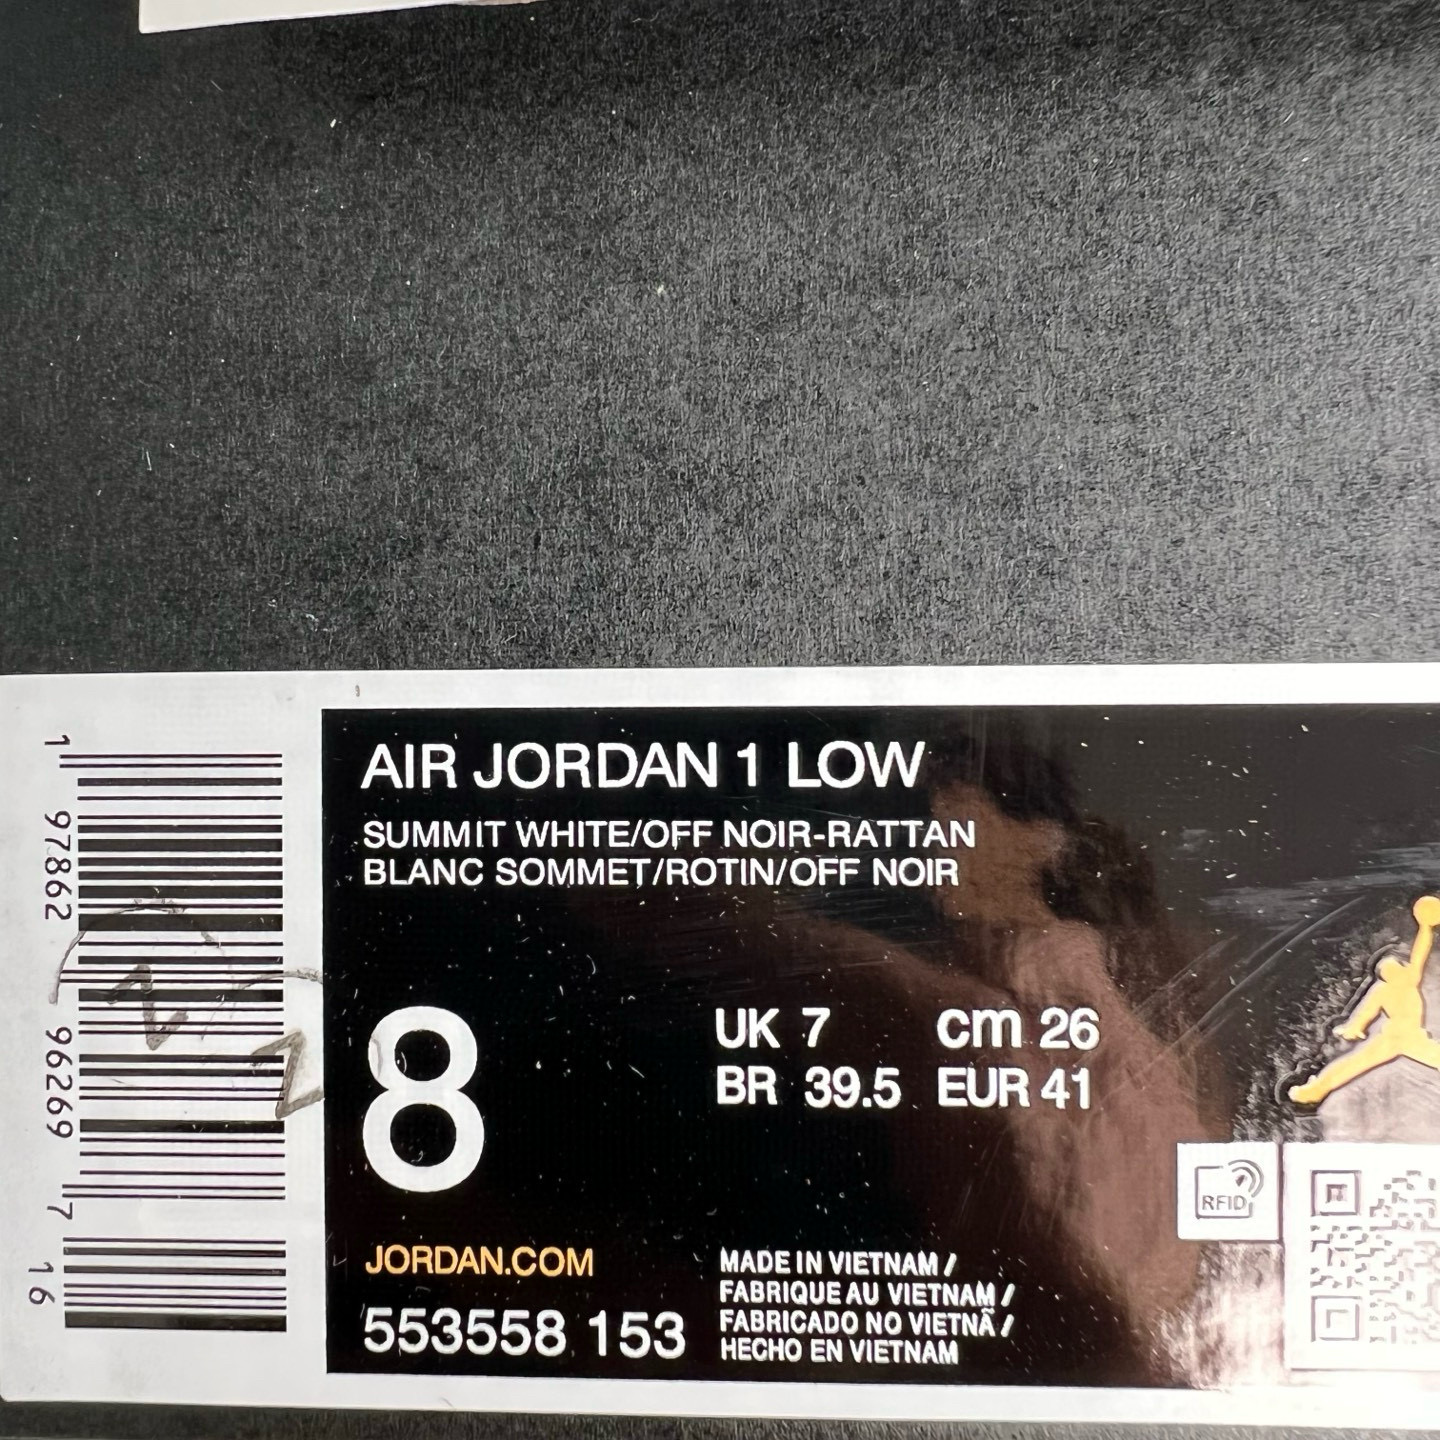 AIR JORDAN 1 LOW
SUMMIT WHITE/OFF NOIR-RATTAN
BLANC SOMMET/ROTIN/OFF NOIR
8
UK 7 cm 26
BR 39.5 EUR 41
RFID
JORDAN.COM
553558 153
MADE IN VIETNAM /
FABRIQUE AU VIETNAM /
FABRICADO NO VIETNÃ /
HECHO EN VIETNAM
1 97862 96269 7 16